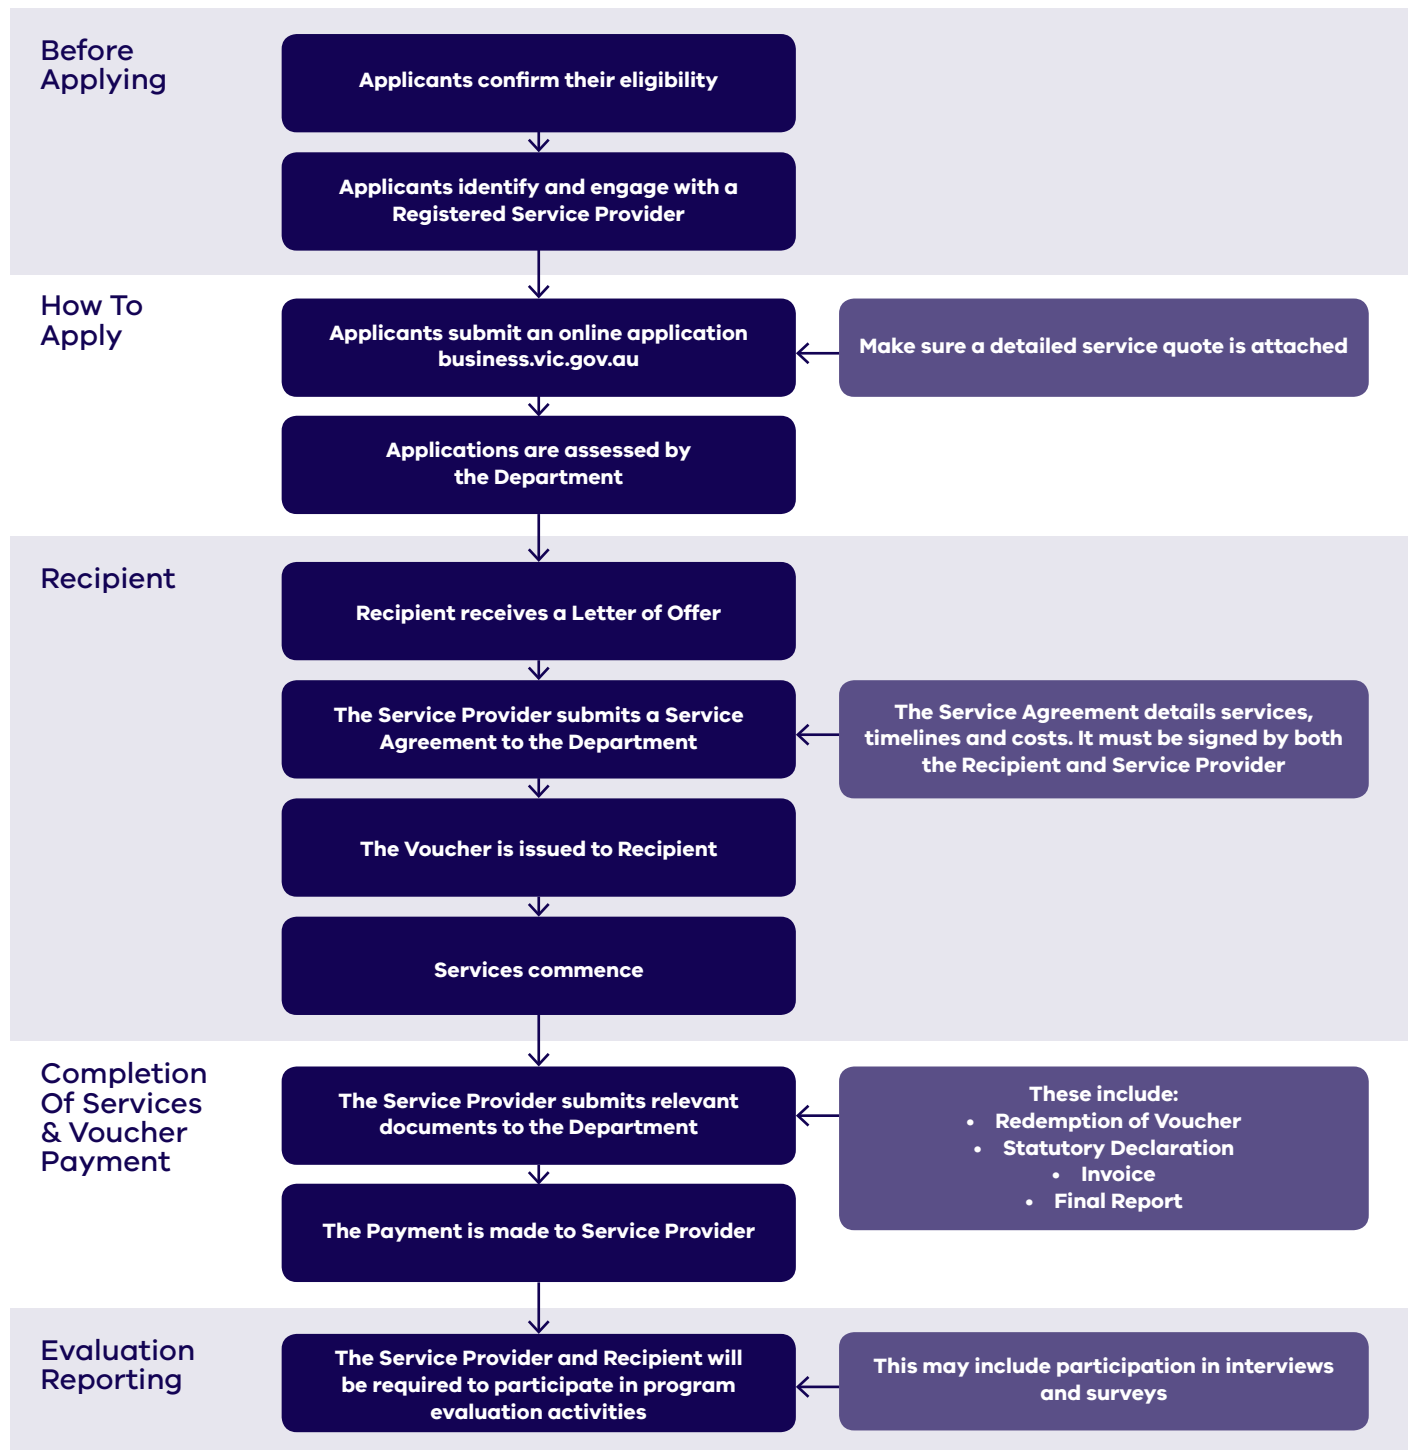 Before
Applying
Applicants confirm their eligibility
Applicants identify and engage with a
Registered Service Provider
How To
Apply
Applicants submit an online application
business.vic.gov.au
Make sure a detailed service quote is attached
Applications are assessed by
the Department
Recipient
Recipient receives a Letter of Offer
The Service Provider submits a Service
Agreement to the Department
The Service Agreement details services,
timelines and costs. It must be signed by both
the Recipient and Service Provider
The Voucher is issued to Recipient
Services commence
Completion
Of Services
& Voucher
Payment
The Service Provider submits relevant
documents to the Department
These include:
• Redemption of Voucher
• Statutory Declaration
• Invoice
• Final Report
The Payment is made to Service Provider
Evaluation
Reporting
The Service Provider and Recipient will
be required to participate in program
evaluation activities
This may include participation in interviews
and surveys